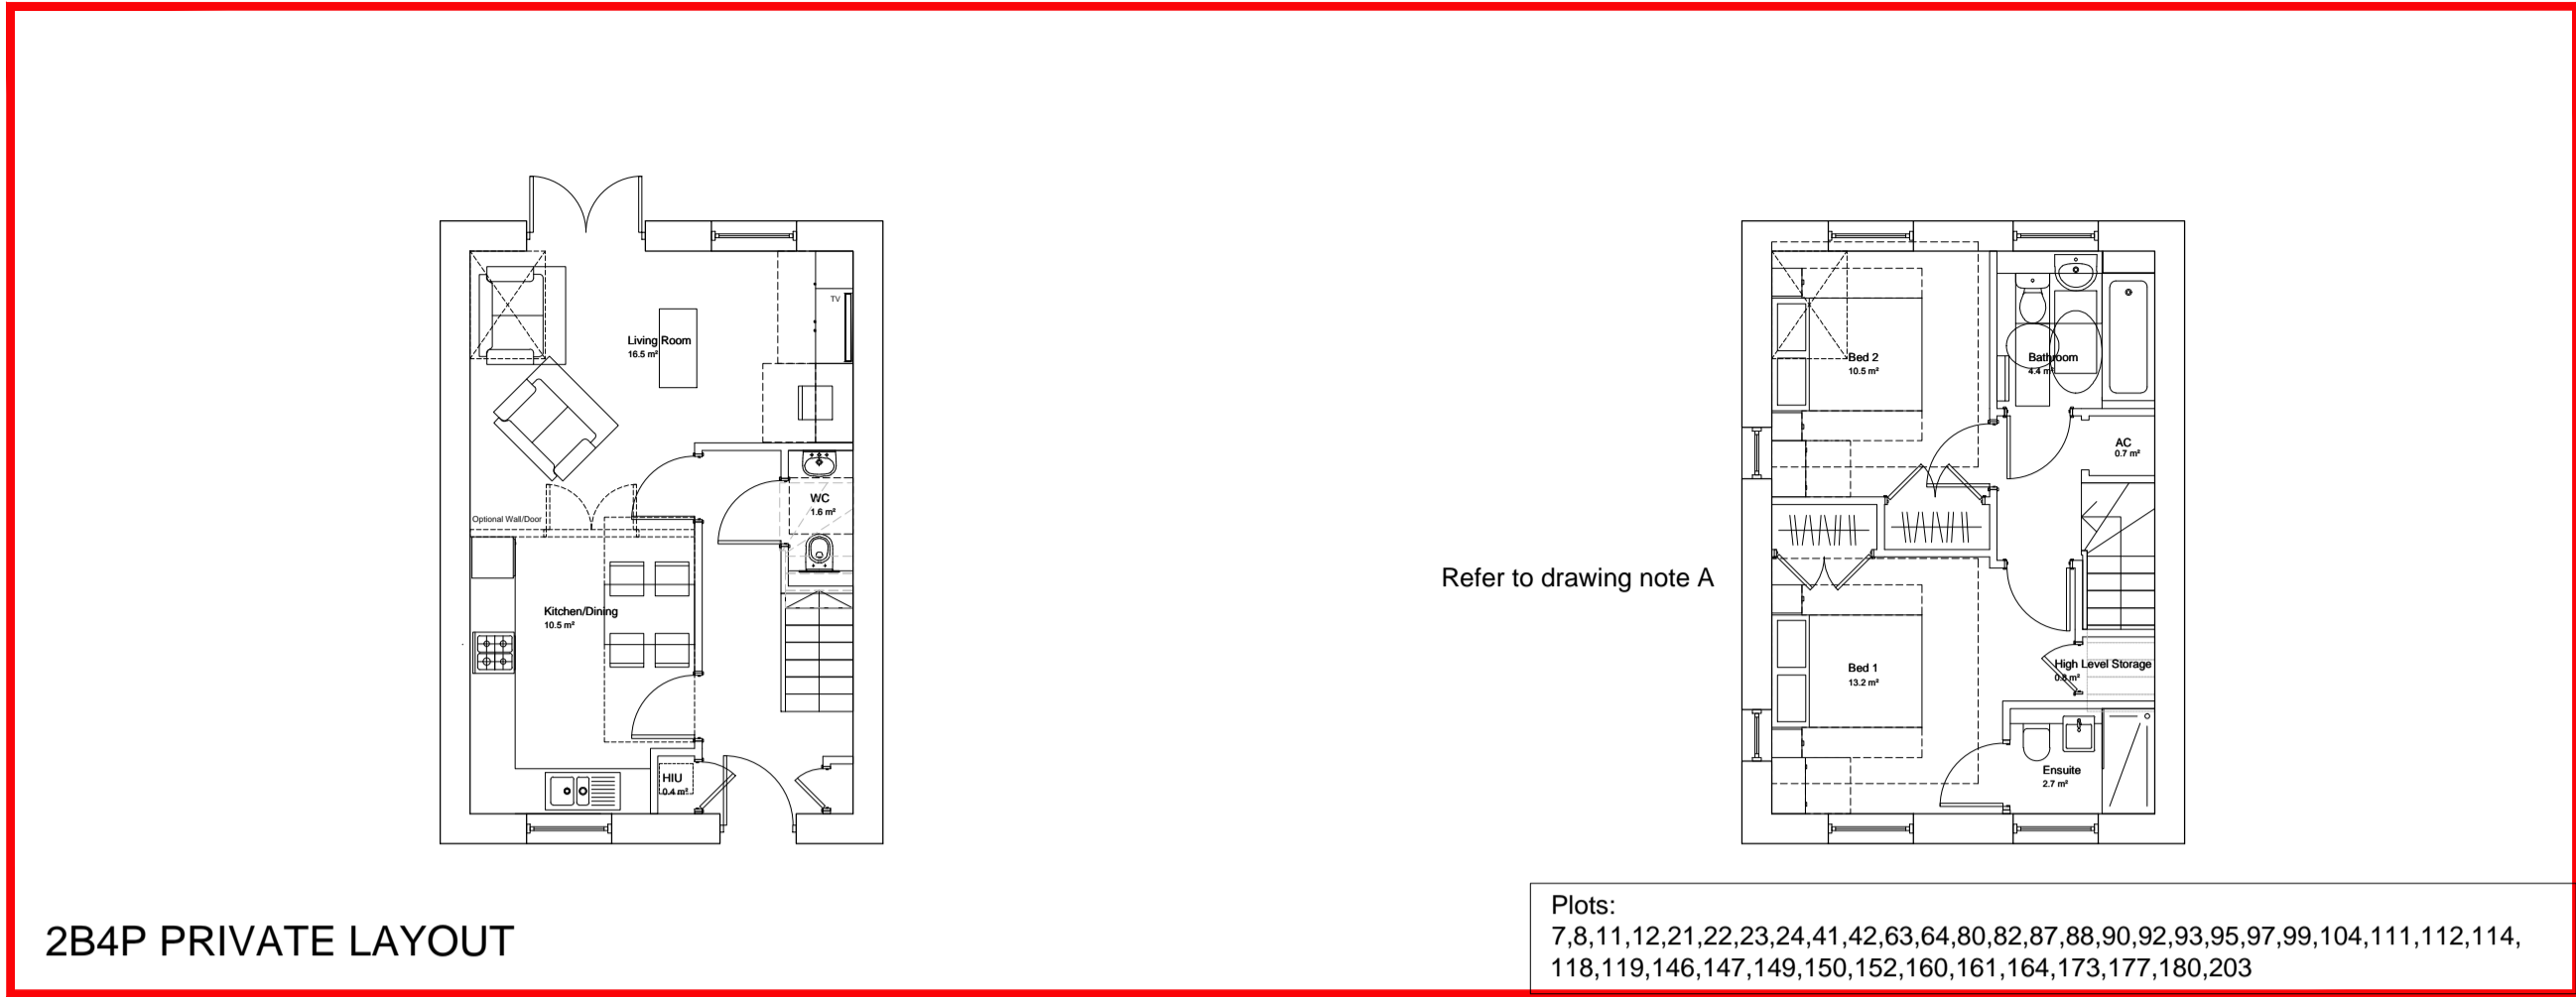 TV
Living Room
16.5 m²
WC
1.6 m²
Optional Wall/Door
Kitchen/Dining
10.5 m²
HIU
0.4 m²
Bed 2
10.5 m²
Bathroom
4.4 m²
AC
0.7 m²
Refer to drawing note A
Bed 1
13.2 m²
High Level Storage
Ensuite
2.7 m²
2B4P PRIVATE LAYOUT
Plots:
7,8,11,12,21,22,23,24,41,42,63,64,80,82,87,88,90,92,93,95,97,99,104,111,112,114,
118,119,146,147,149,150,152,160,161,164,173,177,180,203